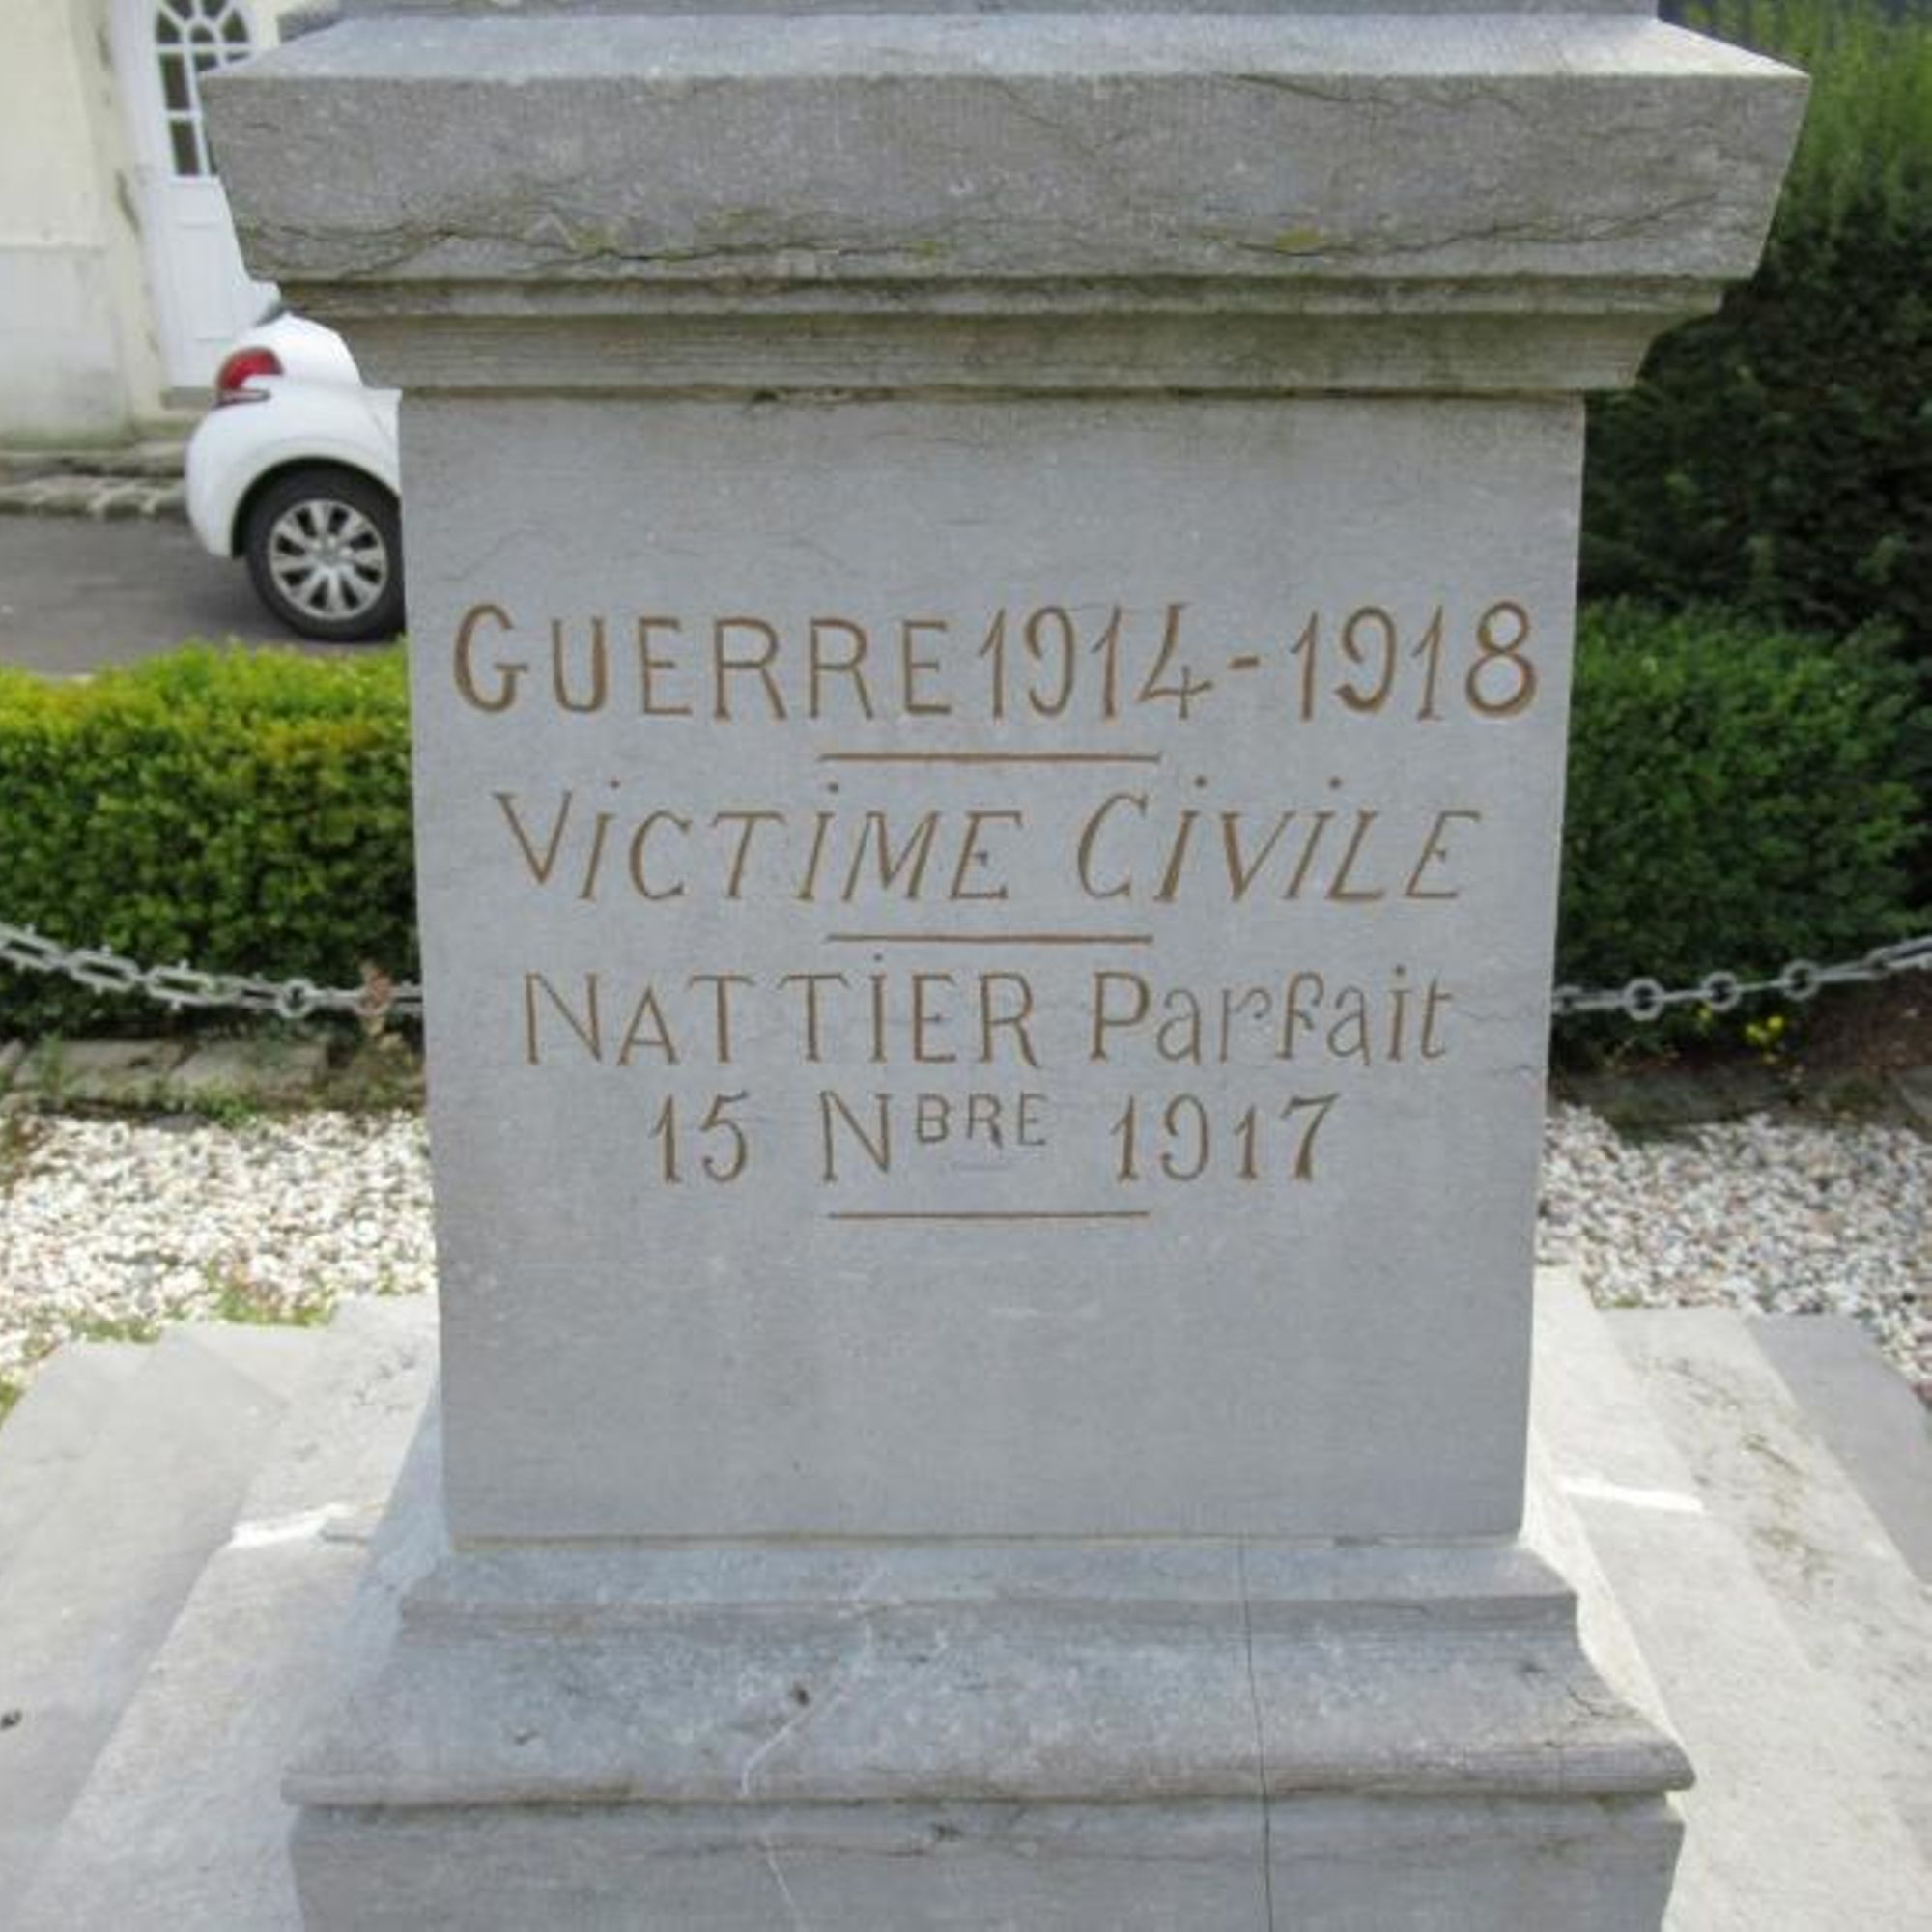 GUERRE 1914-1918
ViCTiME CiViLE
NATTiER Parfait
15 NBRE 1917